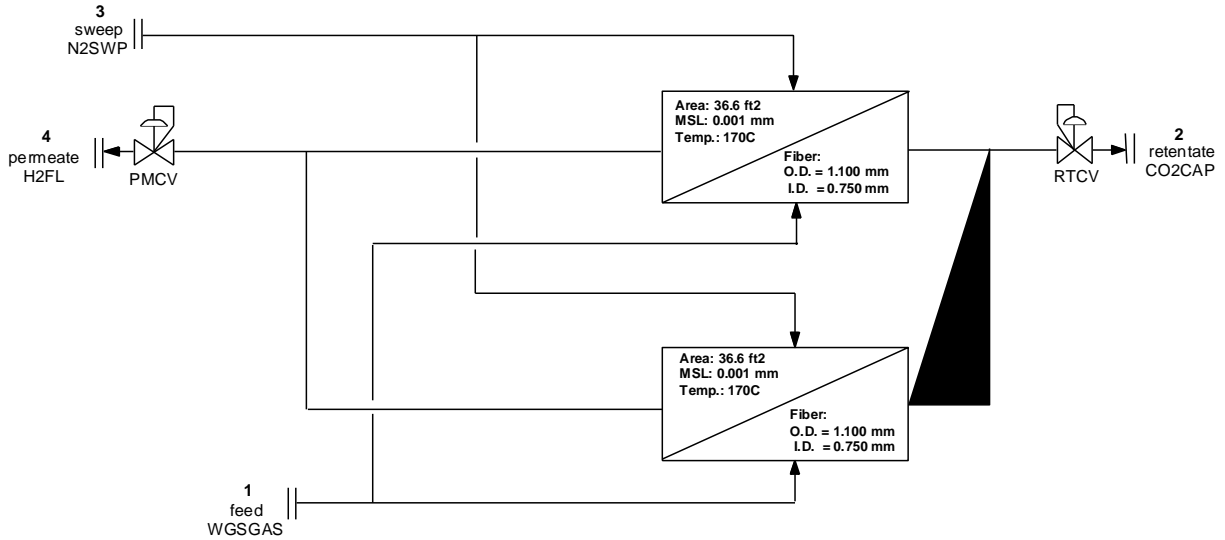 3
sweep
N2SWP
4
permeate
H2FL
PMCV
Area: 36.6 ft2
MSL: 0.001 mm
Temp.: 170C
Fiber:
O.D. = 1.100 mm
I.D. = 0.750 mm
RTCV
2
retentate
CO2CAP
Area: 36.6 ft2
MSL: 0.001 mm
Temp.: 170C
Fiber:
O.D. = 1.100 mm
I.D. = 0.750 mm
1
feed
WGSGAS